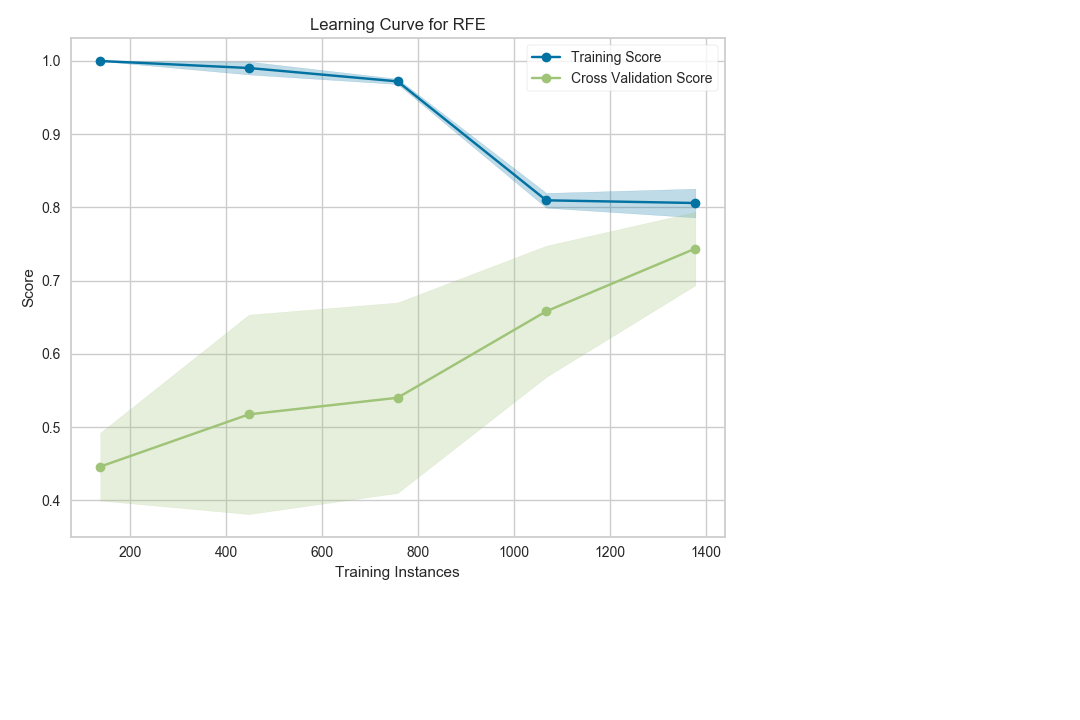 Learning Curve for RFE
Training Score
Cross Validation Score
1.0
0.9
0.8
0.7
0.6
0.5
0.4
Score
200 400 600 800 1000 1200 1400
Training Instances